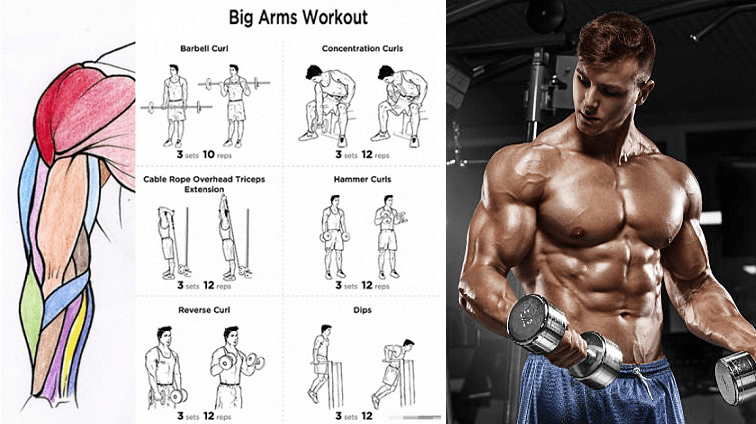 Big Arms Workout
Barbell Curl
3 sets 10 reps
Concentration Curls
3 sets 12 reps
Cable Rope Overhead Triceps
Extension
3 sets 12 reps
Hammer Curls
3 sets 12 reps
Reverse Curl
3 sets 12 reps
Dips
3 sets 12